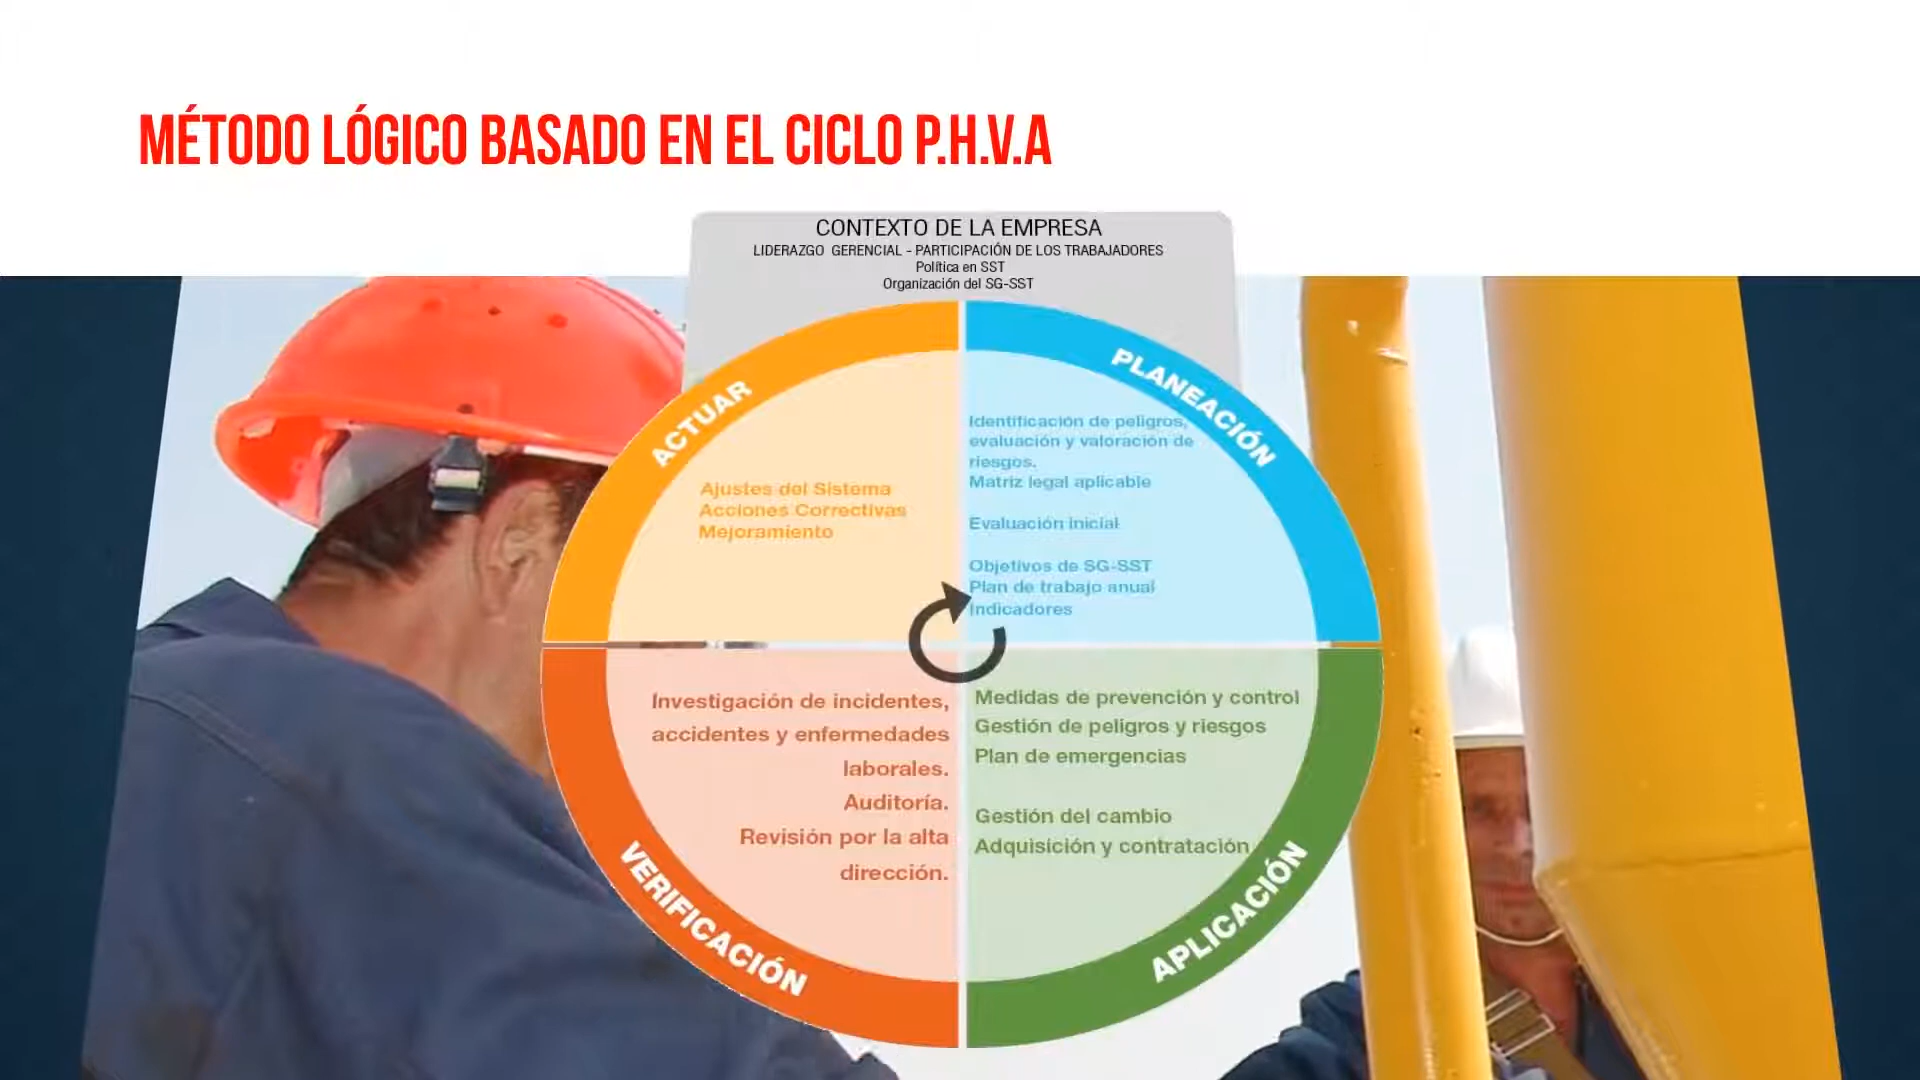 MÉTODO LÓGICO BASADO EN EL CICLO P.H.V.A
CONTEXTO DE LA EMPRESA
LIDERAZGO GERENCIAL - PARTICIPACIÓN DE LOS TRABAJADORES
Política en SST
Organización del SG-SST
ACTUAR
Ajustes del Sistema
Acciones Correctivas
Mejoramiento
PLANEACIÓN
Identificación de peligros,
evaluación y valoración de
riesgos.
Matriz legal aplicable
Evaluación inicial
Objetivos de SG-SST
Plan de trabajo anual
Indicadores
Investigación de incidentes,
accidentes y enfermedades
laborales.
Auditoría.
Revisión por la alta
dirección.
VERIFICACIÓN
Medidas de prevención y control
Gestión de peligros y riesgos
Plan de emergencias
Gestión del cambio
Adquisición y contratación
APLICACIÓN